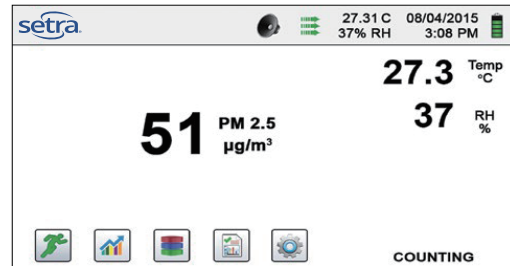 setra
27.31 C 08/04/2015
37% RH 3:08 PM
27.3 Temp °C
51 PM 2.5 µg/m³
37 RH %
COUNTING